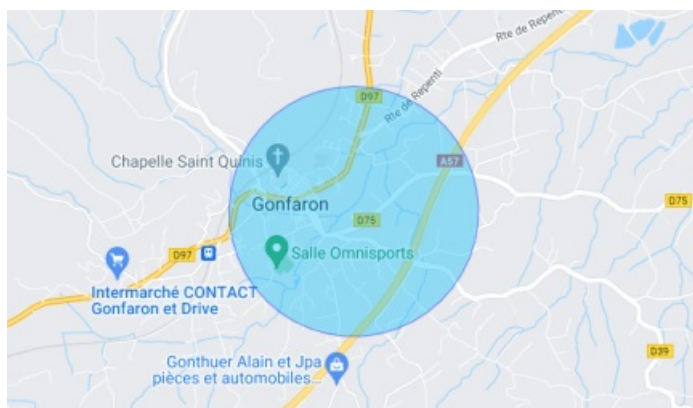 Rte de Repenti
D97
Rte de Repenti
Chapelle Saint Quinis
A57
Gonfaron
D75
D75
D97
Salle Omnisports
Intermarché CONTACT
Gonfaron et Drive
D39
Gonthuer Alain et Jpa
pièces et automobiles...